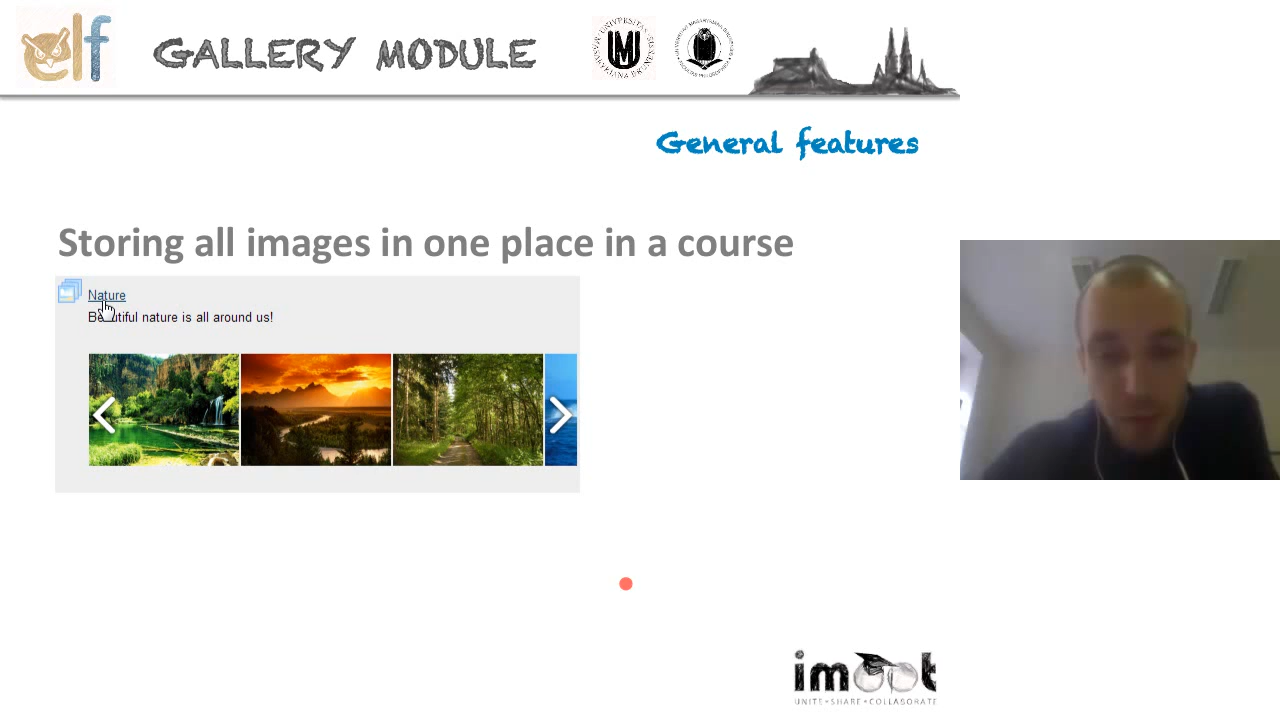 elf
GALLERY MODULE
General features
Storing all images in one place in a course
Nature
Beautiful nature is all around us!
imoot
UNITE•SHARE•COLLABORATE